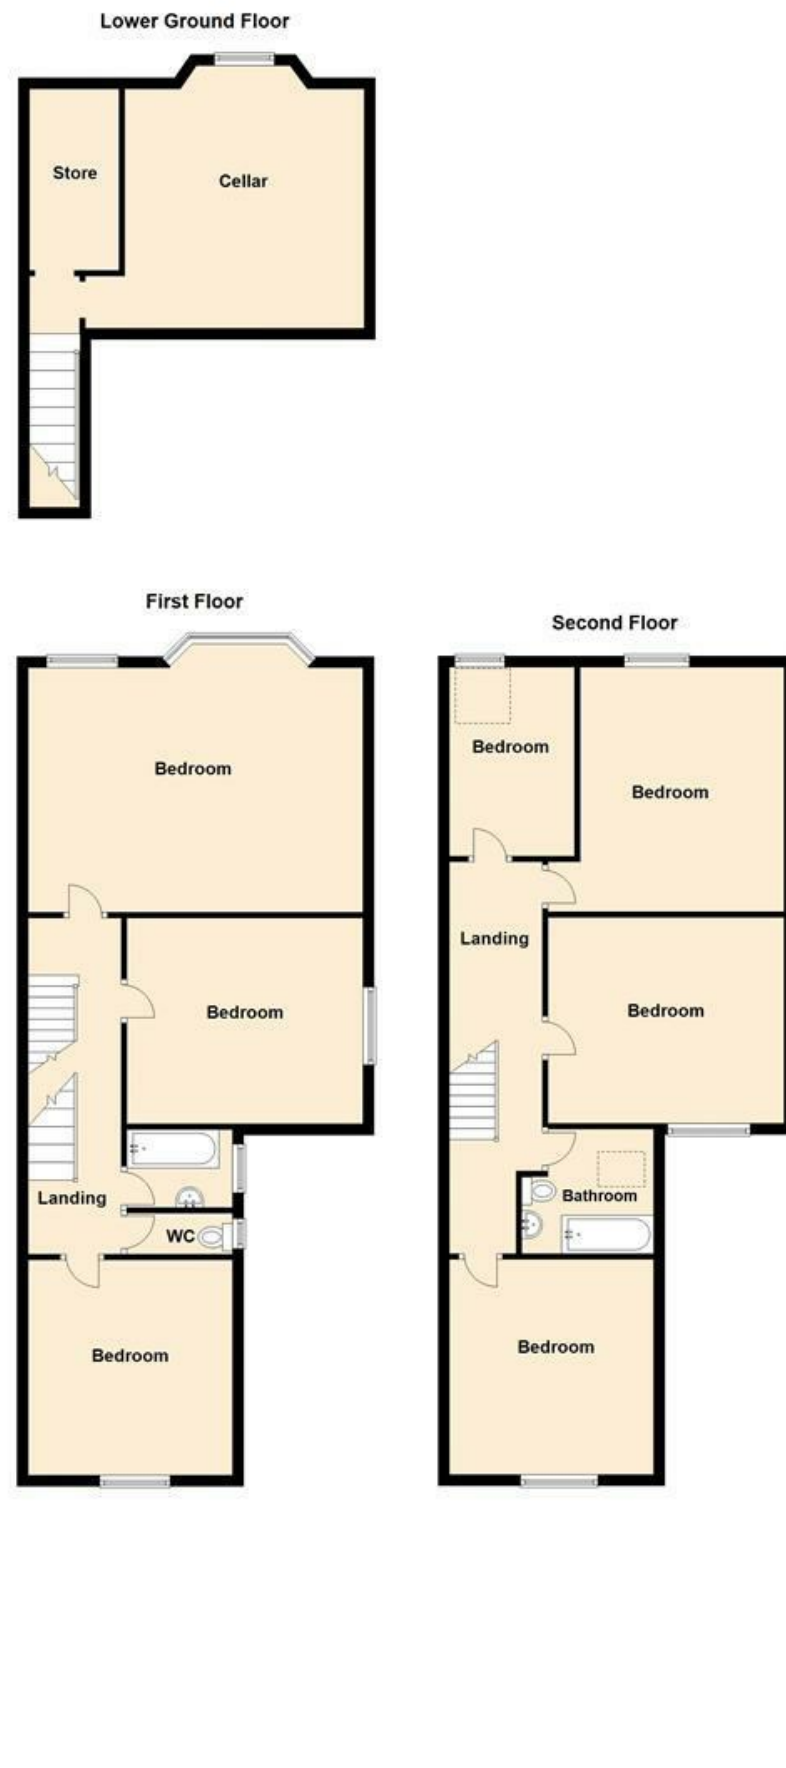 Lower Ground Floor
Store
Cellar
First Floor
Bedroom
Bedroom
Landing
WC
Bedroom
Second Floor
Bedroom
Bedroom
Landing
Bedroom
Bathroom
Bedroom